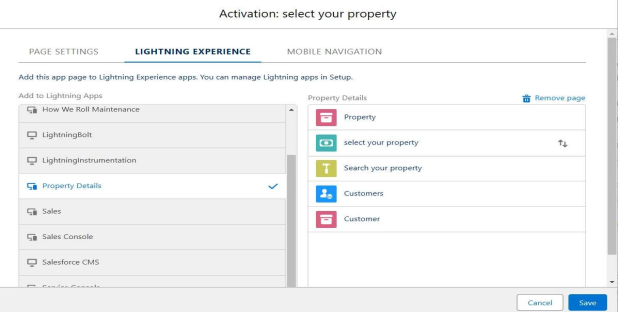 Activation: select your property
PAGE SETTINGS
LIGHTNING EXPERIENCE
MOBILE NAVIGATION
Add this app page to Lightning Experience apps. You can manage Lightning apps in Setup.
Add to Lightning Apps
How We Roll Maintenance
LightningBolt
LightningInstrumentation
Property Details
Sales
Sales Console
Salesforce CMS
Service Console
Property Details
Remove page
Property
select your property
Search your property
Customers
Customer
Cancel
Save